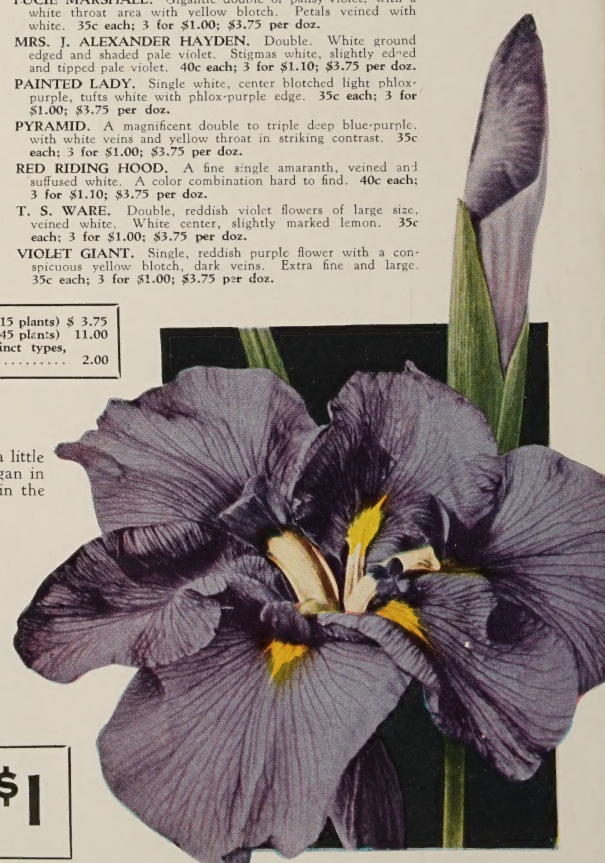 LUCIE MARSHALL. Gigantic double of pansy-violet, with a
white throat area with yellow blotch. Petals veined with
white. 35c each; 3 for $1.00; $3.75 per doz.
MRS. J. ALEXANDER HAYDEN. Double. White ground
edged and shaded pale violet. Stigmas white, slightly edged
and tipped pale violet. 40c each; 3 for $1.10; $3.75 per doz.
PAINTED LADY. Single white, center blotched light phlox-
purple, tufts white with phlox-purple edge. 35c each; 3 for
$1.00; $3.75 per doz.
PYRAMID. A magnificent double to triple deep blue-purple,
with white veins and yellow throat in striking contrast. 35c
each; 3 for $1.00; $3.75 per doz.
RED RIDING HOOD. A fine single amaranth, veined and
suffused white. A color combination hard to find. 40c each;
3 for $1.10; $3.75 per doz.
T. S. WARE. Double, reddish violet flowers of large size,
veined white. White center, slightly marked lemon. 35c
each; 3 for $1.00; $3.75 per doz.
VIOLET GIANT. Single, reddish purple flower with a con-
spicuous yellow blotch, dark veins. Extra fine and large.
35c each; 3 for $1.00; $3.75 per doz.
15 plants) $ 3.75
45 plants) 11.00
inct types,
......... 2.00
a little
gan in
in the
$1